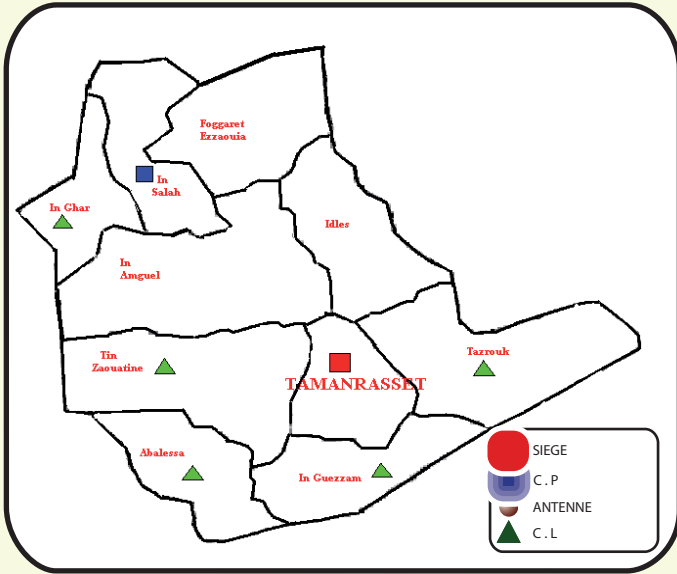 Foggaret
Ezzaouia
In
Salah
In Ghar
Idles
In
Amguel
Tin
Zaouatine
Tazrouk
TAMANRASSET
Abalessa
In Guezzam
SIEGE
C . P
ANTENNE
C . L